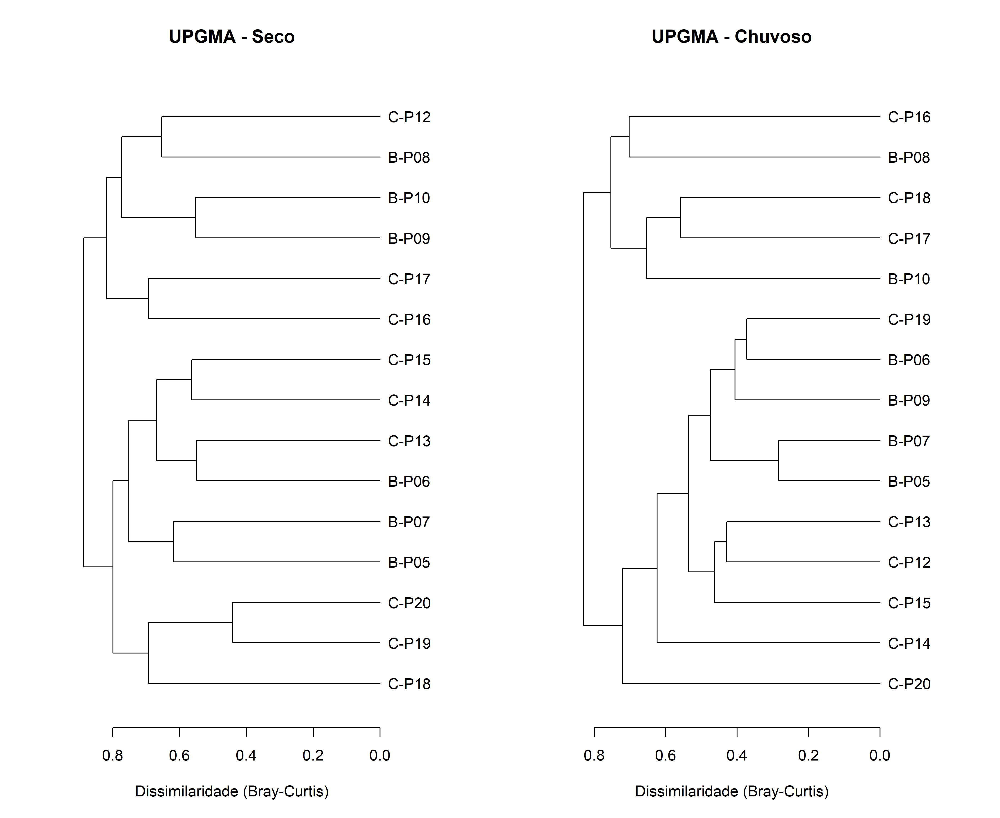 UPGMA - Seco
C-P12
B-P08
B-P10
B-P09
C-P17
C-P16
C-P15
C-P14
C-P13
B-P06
B-P07
B-P05
C-P20
C-P19
C-P18
0.8 0.6 0.4 0.2 0.0
Dissimilaridade (Bray-Curtis)
UPGMA - Chuvoso
C-P16
B-P08
C-P18
C-P17
B-P10
C-P19
B-P06
B-P09
B-P07
B-P05
C-P13
C-P12
C-P15
C-P14
C-P20
0.8 0.6 0.4 0.2 0.0
Dissimilaridade (Bray-Curtis)